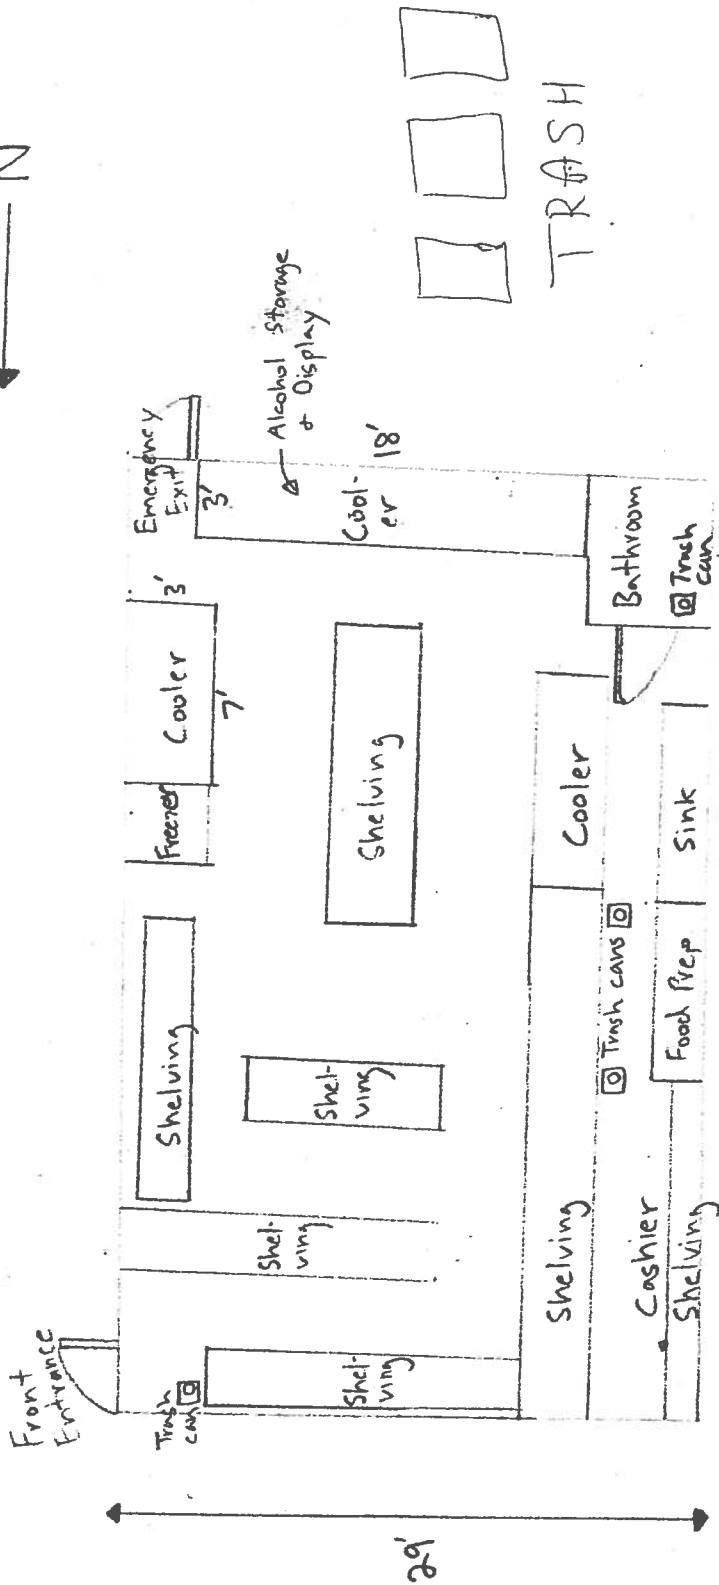 N
TRASH
Emergency
Exit
3'
Alcohol Storage
& Display
Cool-
er
18'
3'
Cooler
7'
Freezer
Bathroom
Trash
can
Shelving
Cooler
Sink
Shelving
Shel-
ving
Trash cans
Food Prep
Shel-
ving
Shelving
Cashier
Shelving
Front
Entrance
Trash
can
Shel-
ving
29'